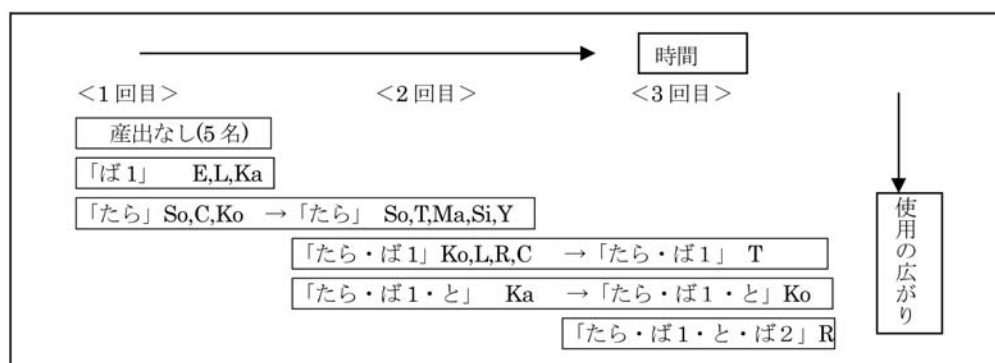 時間
<1回目> <2回目> <3回目>
産出なし(5名)
「ば1」 E,L,Ka
「たら」So,C,Ko →「たら」 So,T,Ma,Si,Y
「たら・ば1」Ko,L,R,C →「たら・ば1」 T
「たら・ば1・と」 Ka →「たら・ば1・と」Ko
「たら・ば1・と・ば2」R
使用の広がり